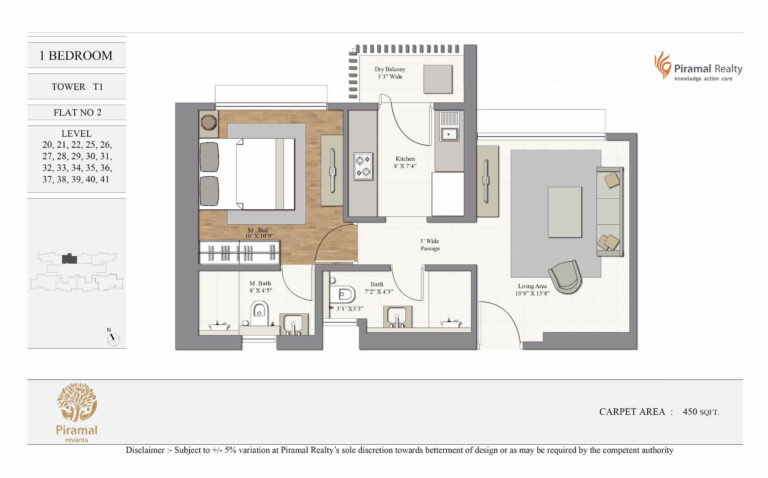 1 BEDROOM
TOWER T1
FLAT NO 2
LEVEL
20, 21, 22, 25, 26,
27, 28, 29, 30, 31,
32, 33, 34, 35, 36,
37, 38, 39, 40, 41
N
Piramal Realty
knowledge action care
Dry Balcony
3'3" Wide
Kitchen
8' X 7'4"
M . Bed
10' X 10'9"
3' Wide
Passage
M .Bath
8' X 4'5"
Bath
7'2" X 4'3"
3'1"X3'3"
Living Area
10'8" X 13'8"
Piramal
revanta
CARPET AREA : 450 SQFT.
Disclaimer :- Subject to +/- 5% variation at Piramal Realty's sole discretion towards betterment of design or as may be required by the competent authority